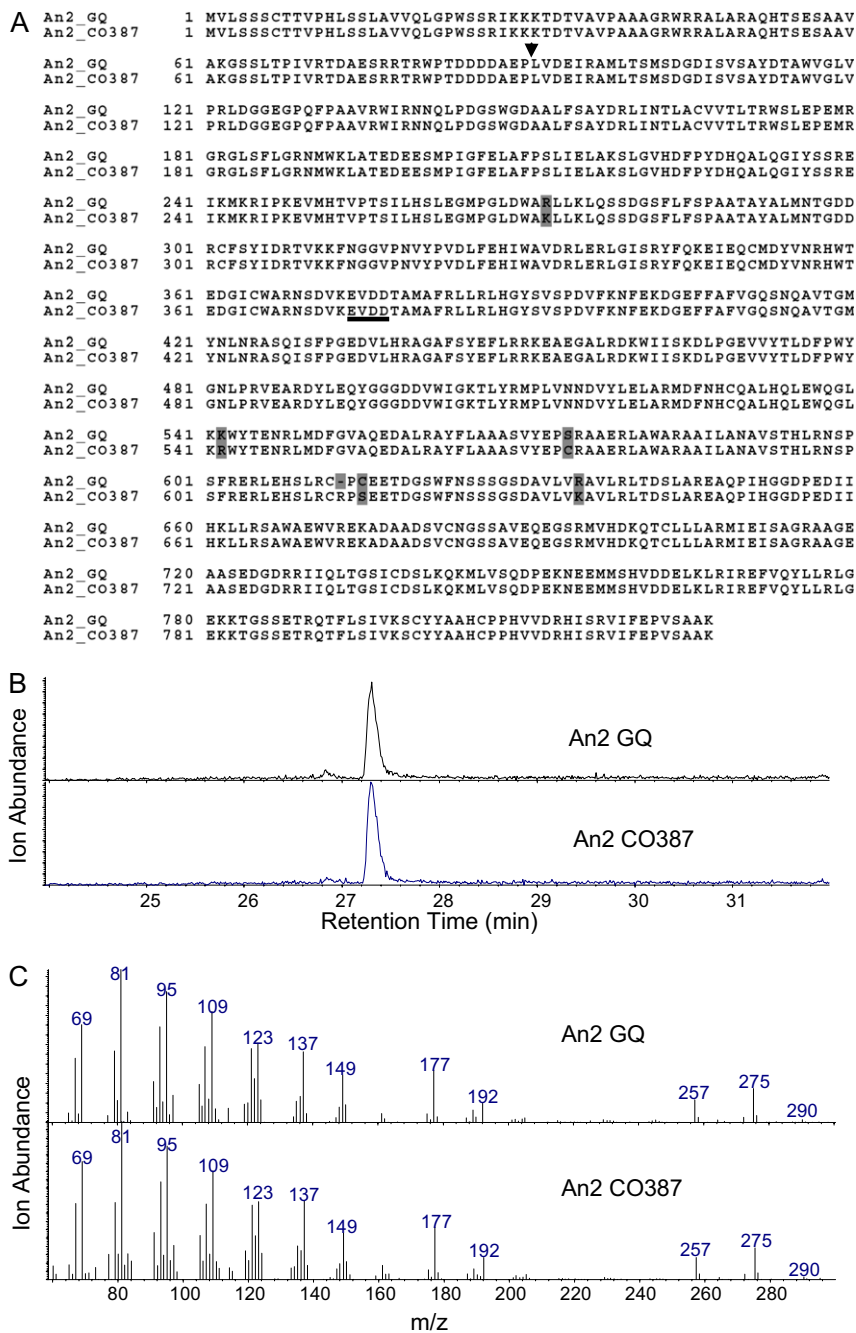 A
An2_GQ 1 MVLSSSCTTVPHLSSLAVVQLGPWSSRIKKKTDTVAVPAAAGRWRRALARAQHTSESAAV
An2_CO387 1 MVLSSSCTTVPHLSSLAVVQLGPWSSRIKKKTDTVAVPAAAGRWRRALARAQHTSESAAV
An2_GQ 61 AKGSSLTPIVRTDAESRRTRWPTDDDDAEPLVDEIRAMLTSMSDGDISVSAYDTAWVGLV
An2_CO387 61 AKGSSLTPIVRTDAESRRTRWPTDDDDAEPLVDEIRAMLTSMSDGDISVSAYDTAWVGLV
An2_GQ 121 PRLDGGEGPQFPAAVRWIRNNQLPDGSWGDAALFSAYDRLINTLACVVTLTRWSLEPEMR
An2_CO387 121 PRLDGGEGPQFPAAVRWIRNNQLPDGSWGDAALFSAYDRLINTLACVVTLTRWSLEPEMR
An2_GQ 181 GRGLSFLGRNMWKLATEDEESMPIGFELAFPSLIELAKSLGVHDFPYDHQALQGIYSSRE
An2_CO387 181 GRGLSFLGRNMWKLATEDEESMPIGFELAFPSLIELAKSLGVHDFPYDHQALQGIYSSRE
An2_GQ 241 IKMKRIPKEVMHTVPTSILHSLEGMPGLDWARLLKLQSSDGSFLFSPAATAYALMNTGDD
An2_CO387 241 IKMKRIPKEVMHTVPTSILHSLEGMPGLDWAKLLKLQSSDGSFLFSPAATAYALMNTGDD
An2_GQ 301 RCFSYIDRTVKKFNGGVPNVYPVDLFEHIWAVDRLERLGISRYFQKEIEQCMDYVNRHWT
An2_CO387 301 RCFSYIDRTVKKFNGGVPNVYPVDLFEHIWAVDRLERLGISRYFQKEIEQCMDYVNRHWT
An2_GQ 361 EDGICWARNSDVKEVDDTAMAFRLLRLHGYSVSPDVFKNFEKDGEFFAFVGQSNQAVTGM
An2_CO387 361 EDGICWARNSDVKEVDDTAMAFRLLRLHGYSVSPDVFKNFEKDGEFFAFVGQSNQAVTGM
An2_GQ 421 YNLNRASQISFPGEDVLHRAGAFSYEFLRRKEAEGALRDKWIISKDLPGEVVYTLDFPWY
An2_CO387 421 YNLNRASQISFPGEDVLHRAGAFSYEFLRRKEAEGALRDKWIISKDLPGEVVYTLDFPWY
An2_GQ 481 GNLPRVEARDYLEQYGGGDDVWIGKTLYRMPLVNNDVYLELARMDFNHCQALHQLEWQGL
An2_CO387 481 GNLPRVEARDYLEQYGGGDDVWIGKTLYRMPLVNNDVYLELARMDFNHCQALHQLEWQGL
An2_GQ 541 KKWYTENRLMDFGVAQEDALRAYFLAAASVYEPSRAAERLAWARAAILANAVSTHLRNSP
An2_CO387 541 KRWYTENRLMDFGVAQEDALRAYFLAAASVYEPCRAAERLAWARAAILANAVSTHLRNSP
An2_GQ 601 SFRERLEHSLRC-PCEETDGSWFNSSSGSDAVLVRAVLRLTDSLAREAQPIHGGDPEDII
An2_CO387 601 SFRERLEHSLRCRPSEETDGSWFNSSSGSDAVLVKAVLRLTDSLAREAQPIHGGDPEDII
An2_GQ 660 HKLLRSAWAEWVREKADAADSVCNGSSAVEQEGSRMVHDKQTCLLLARMIEISAGRAAGE
An2_CO387 661 HKLLRSAWAEWVREKADAADSVCNGSSAVEQEGSRMVHDKQTCLLLARMIEISAGRAAGE
An2_GQ 720 AASEDGDRRIIQLTGSICDSLKQKMLVSQDPEKNEEMMSHVDDELKLRIREFVQYLLRLG
An2_CO387 721 AASEDGDRRIIQLTGSICDSLKQKMLVSQDPEKNEEMMSHVDDELKLRIREFVQYLLRLG
An2_GQ 780 EKKTGSSETRQTFLSIVKSCYYAAHCPPHVVDRHISRVIFEPVSAAK
An2_CO387 781 EKKTGSSETRQTFLSIVKSCYYAAHCPPHVVDRHISRVIFEPVSAAK
B
Ion Abundance
An2 GQ
An2 CO387
25 26 27 28 29 30 31
Retention Time (min)
C
Ion Abundance
69 81 95 109 123 137 149 177 192 257 275 290
An2 GQ
69 81 95 109 123 137 149 177 192 257 275 290
An2 CO387
80 100 120 140 160 180 200 220 240 260 280
m/z